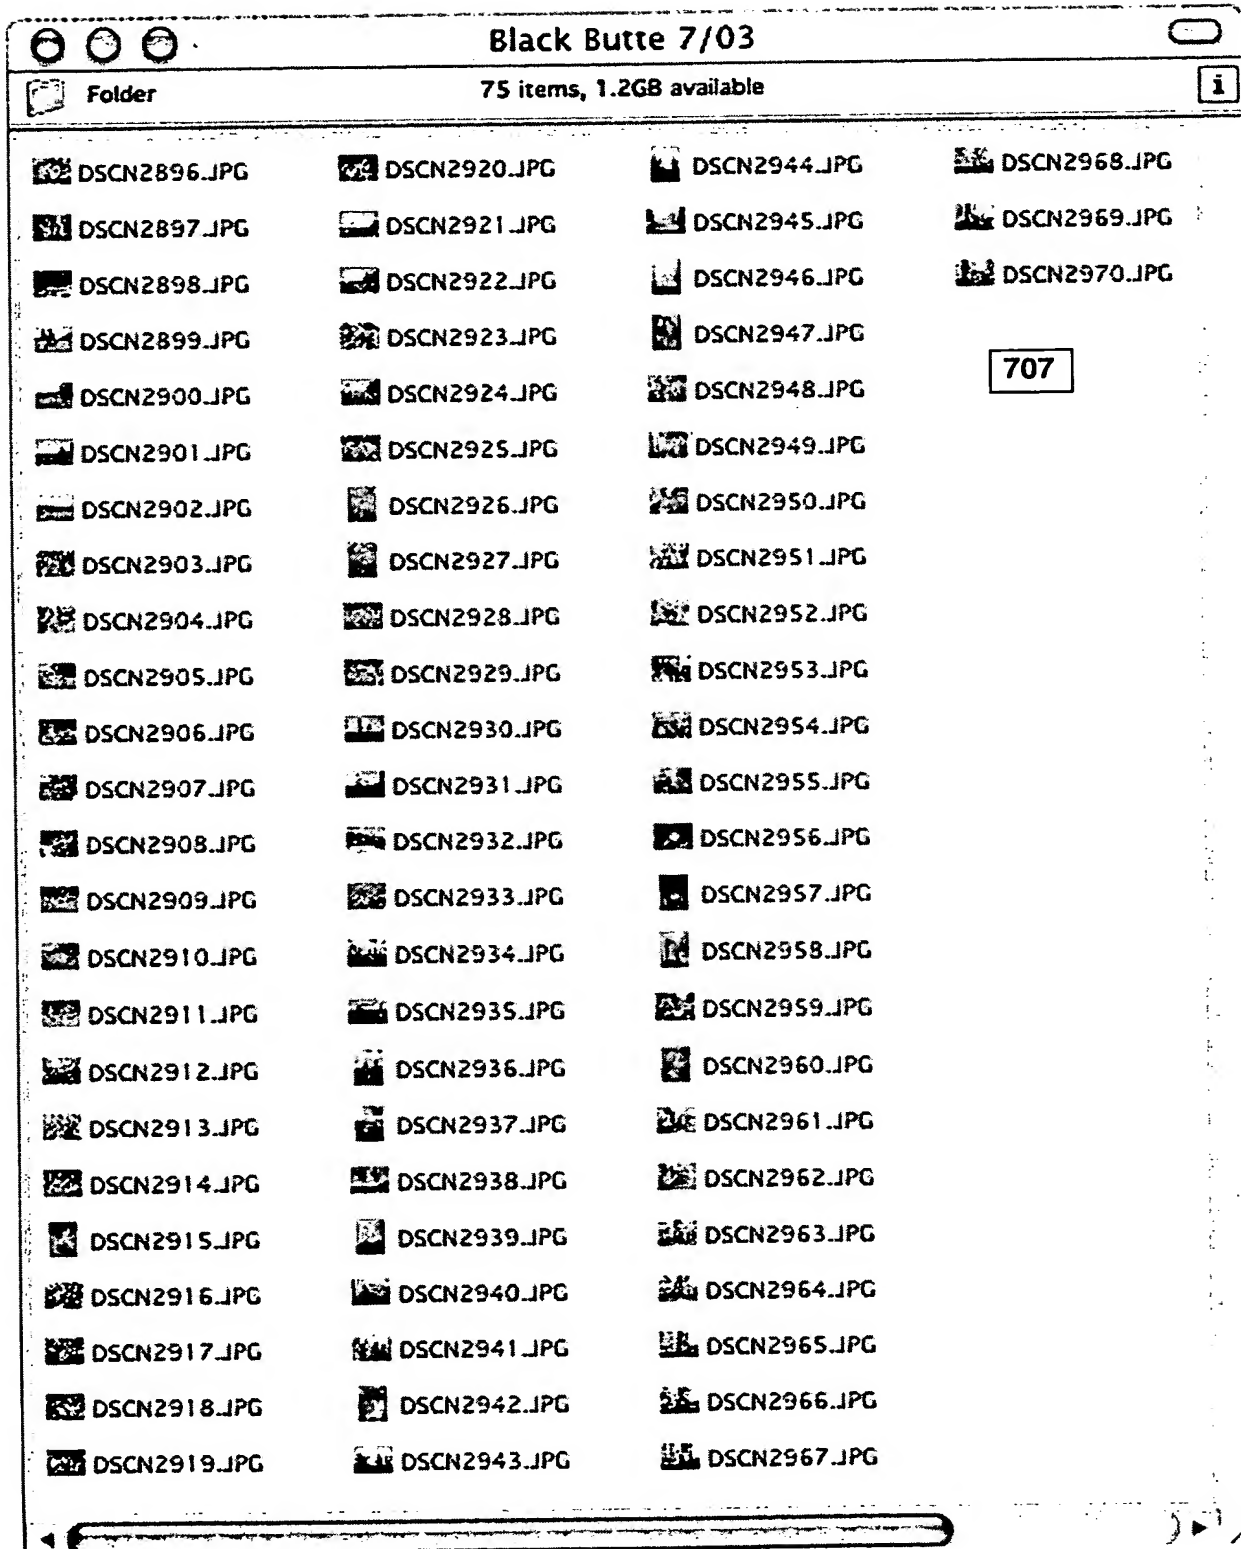 Black Butte 7/03
Folder 75 items, 1.2GB available i
DSCN2896.JPG DSCN2920.JPG DSCN2944.JPG DSCN2968.JPG
DSCN2897.JPG DSCN2921.JPG DSCN2945.JPG DSCN2969.JPG
DSCN2898.JPG DSCN2922.JPG DSCN2946.JPG DSCN2970.JPG
DSCN2899.JPG DSCN2923.JPG DSCN2947.JPG
707
DSCN2900.JPG DSCN2924.JPG DSCN2948.JPG
DSCN2901.JPG DSCN2925.JPG DSCN2949.JPG
DSCN2902.JPG DSCN2926.JPG DSCN2950.JPG
DSCN2903.JPG DSCN2927.JPG DSCN2951.JPG
DSCN2904.JPG DSCN2928.JPG DSCN2952.JPG
DSCN2905.JPG DSCN2929.JPG DSCN2953.JPG
DSCN2906.JPG DSCN2930.JPG DSCN2954.JPG
DSCN2907.JPG DSCN2931.JPG DSCN2955.JPG
DSCN2908.JPG DSCN2932.JPG DSCN2956.JPG
DSCN2909.JPG DSCN2933.JPG DSCN2957.JPG
DSCN2910.JPG DSCN2934.JPG DSCN2958.JPG
DSCN2911.JPG DSCN2935.JPG DSCN2959.JPG
DSCN2912.JPG DSCN2936.JPG DSCN2960.JPG
DSCN2913.JPG DSCN2937.JPG DSCN2961.JPG
DSCN2914.JPG DSCN2938.JPG DSCN2962.JPG
DSCN2915.JPG DSCN2939.JPG DSCN2963.JPG
DSCN2916.JPG DSCN2940.JPG DSCN2964.JPG
DSCN2917.JPG DSCN2941.JPG DSCN2965.JPG
DSCN2918.JPG DSCN2942.JPG DSCN2966.JPG
DSCN2919.JPG DSCN2943.JPG DSCN2967.JPG